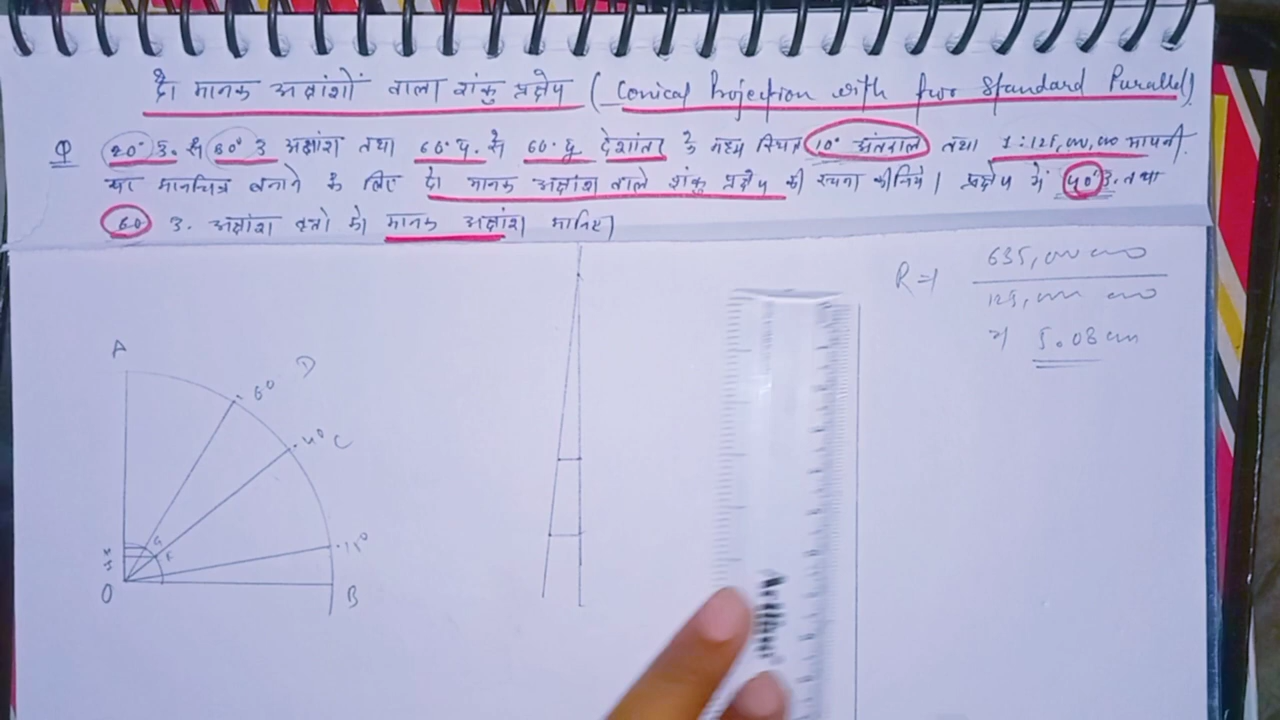 दो मानक अक्षांशों वाला शंकु प्रक्षेप (Conical Projection with two Standard Parallel)
Q 20° उ. से 80° उ अक्षांश तथा 60° प. से 60° पू देशांतर के मध्य स्थित 10° अंतराल तथा 1:125,000,000 मापनी
पर मानचित्र बनाने के लिए दो मानक अक्षांश वाले शंकु प्रक्षेप की रचना कीजिये। प्रक्षेप में 40° उ. तथा
60 उ. अक्षांश वृत्तों को मानक अक्षांश मानिए।
R ⇒ 635,000,000
125,000,000
⇒ 5.08 cm
A
60° D
40° C
10°
G
F
O
B